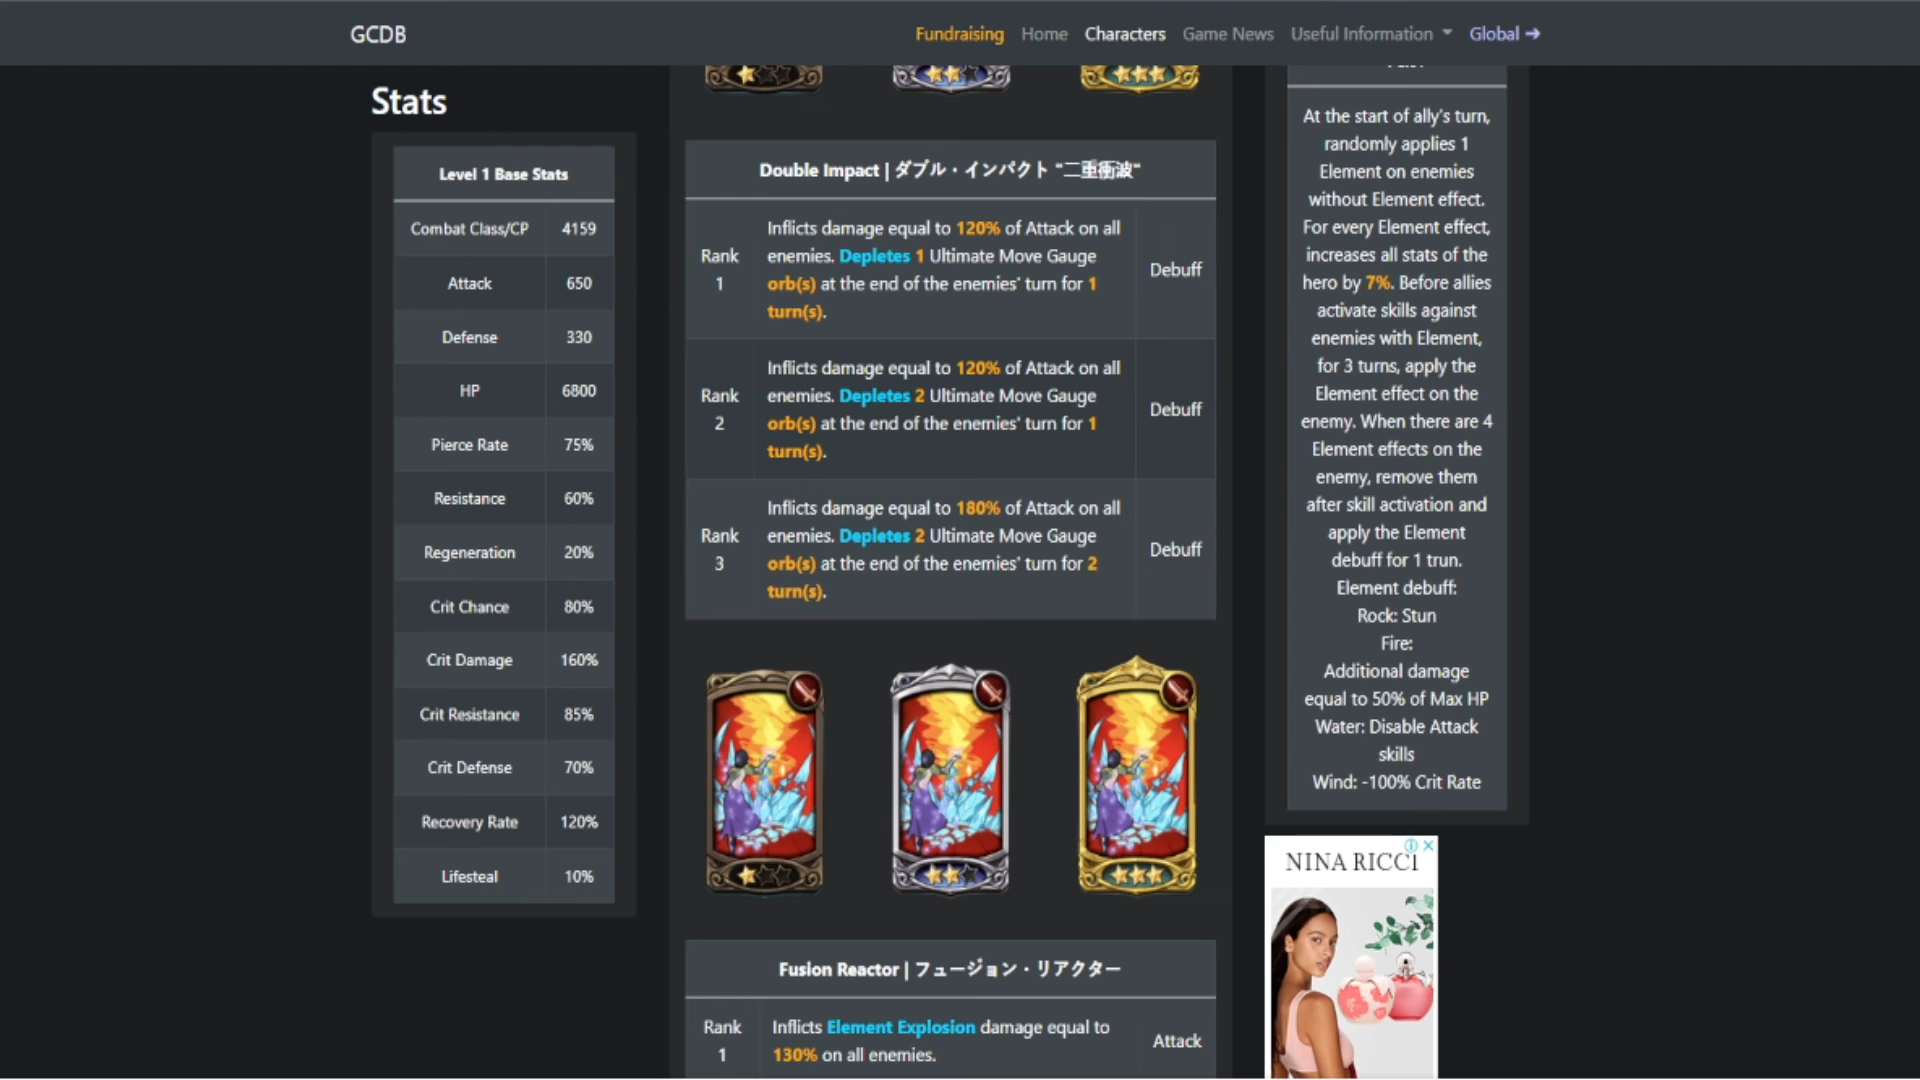 GCDB
Fundraising Home Characters Game News Useful Information Global ➔
Stats
Level 1 Base Stats
Combat Class/CP 4159
Attack 650
Defense 330
HP 6800
Pierce Rate 75%
Resistance 60%
Regeneration 20%
Crit Chance 80%
Crit Damage 160%
Crit Resistance 85%
Crit Defense 70%
Recovery Rate 120%
Lifesteal 10%
Double Impact | ダブル・インパクト "二重衝波"
Rank 1
Inflicts damage equal to 120% of Attack on all
enemies. Depletes 1 Ultimate Move Gauge
orb(s) at the end of the enemies' turn for 1
turn(s).
Debuff
Rank 2
Inflicts damage equal to 120% of Attack on all
enemies. Depletes 2 Ultimate Move Gauge
orb(s) at the end of the enemies' turn for 1
turn(s).
Debuff
Rank 3
Inflicts damage equal to 180% of Attack on all
enemies. Depletes 2 Ultimate Move Gauge
orb(s) at the end of the enemies' turn for 2
turn(s).
Debuff
Fusion Reactor | フュージョン・リアクター
Rank 1
Inflicts Element Explosion damage equal to
130% on all enemies.
Attack
At the start of ally's turn,
randomly applies 1
Element on enemies
without Element effect.
For every Element effect,
increases all stats of the
hero by 7%. Before allies
activate skills against
enemies with Element,
for 3 turns, apply the
Element effect on the
enemy. When there are 4
Element effects on the
enemy, remove them
after skill activation and
apply the Element
debuff for 1 trun.
Element debuff:
Rock: Stun
Fire:
Additional damage
equal to 50% of Max HP
Water: Disable Attack
skills
Wind: -100% Crit Rate
NINA RICCI